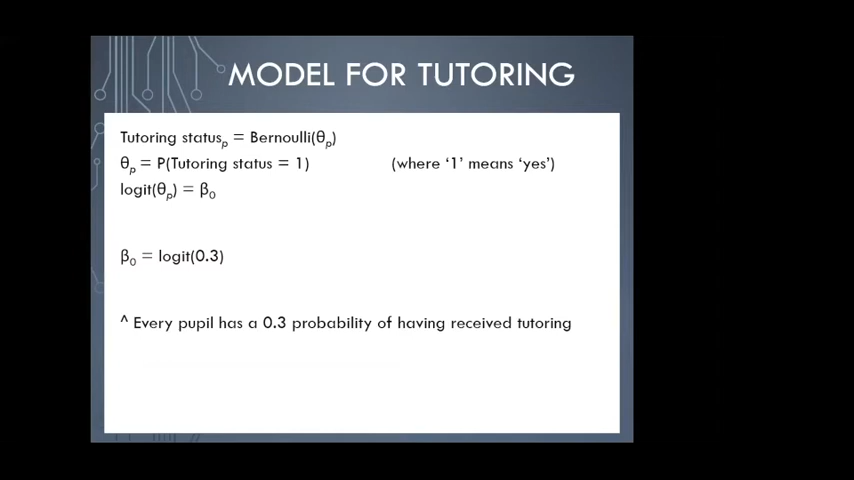 MODEL FOR TUTORING
Tutoring statusₚ = Bernoulli(θₚ)
θₚ = P(Tutoring status = 1) (where ‘1’ means ‘yes’)
logit(θₚ) = β₀
β₀ = logit(0.3)
^ Every pupil has a 0.3 probability of having received tutoring